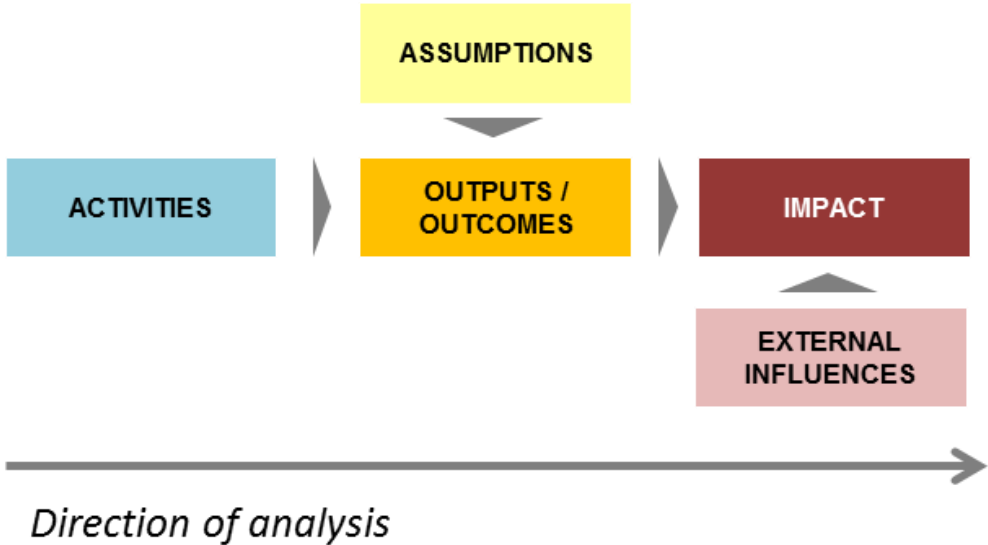 ASSUMPTIONS
ACTIVITIES
OUTPUTS /
OUTCOMES
IMPACT
EXTERNAL
INFLUENCES
Direction of analysis